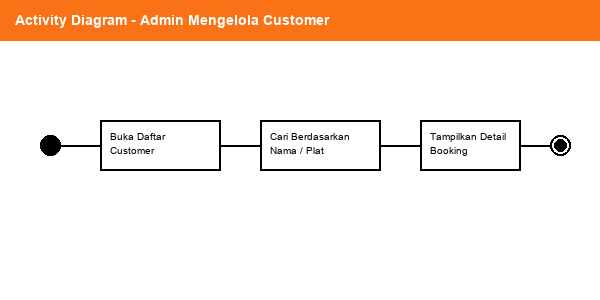 Activity Diagram - Admin Mengelola Customer
Buka Daftar
Customer
Cari Berdasarkan
Nama / Plat
Tampilkan Detail
Booking